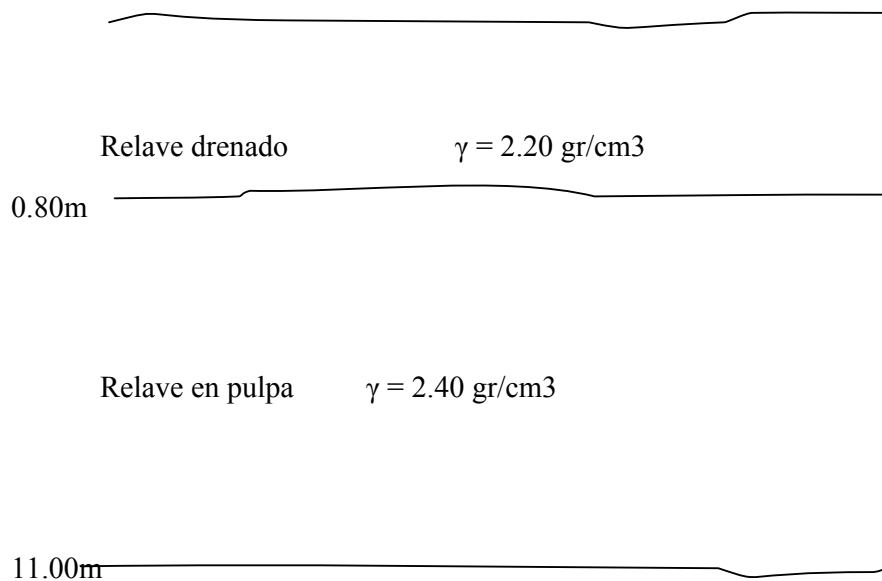 Relave drenado γ = 2.20 gr/cm3
0.80m
Relave en pulpa γ = 2.40 gr/cm3
11.00m